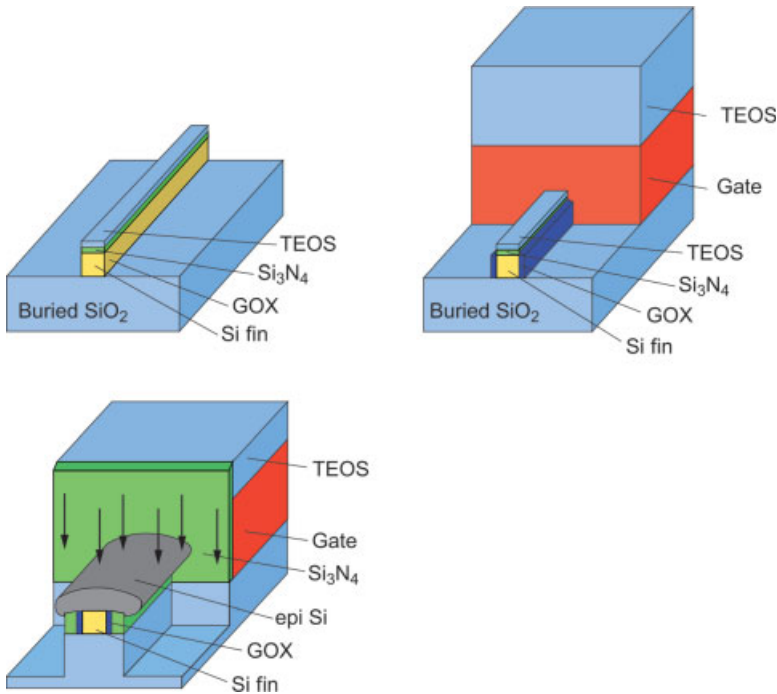 TEOS
Si₃N₄
GOX
Si fin
Buried SiO₂
TEOS
Gate
TEOS
Si₃N₄
GOX
Si fin
Buried SiO₂
TEOS
Gate
Si₃N₄
epi Si
GOX
Si fin